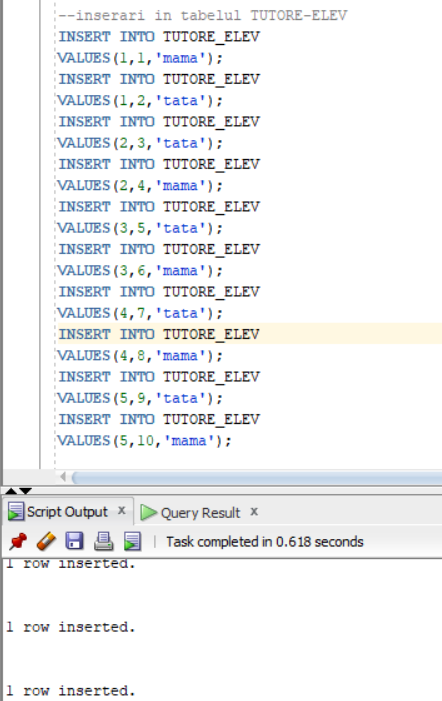 --inserari in tabelul TUTORE-ELEV
INSERT INTO TUTORE_ELEV
VALUES(1,1,'mama');
INSERT INTO TUTORE_ELEV
VALUES(1,2,'tata');
INSERT INTO TUTORE_ELEV
VALUES(2,3,'tata');
INSERT INTO TUTORE_ELEV
VALUES(2,4,'mama');
INSERT INTO TUTORE_ELEV
VALUES(3,5,'tata');
INSERT INTO TUTORE_ELEV
VALUES(3,6,'mama');
INSERT INTO TUTORE_ELEV
VALUES(4,7,'tata');
INSERT INTO TUTORE_ELEV
VALUES(4,8,'mama');
INSERT INTO TUTORE_ELEV
VALUES(5,9,'tata');
INSERT INTO TUTORE_ELEV
VALUES(5,10,'mama');
Script Output x Query Result x
Task completed in 0.618 seconds
1 row inserted.
1 row inserted.
1 row inserted.